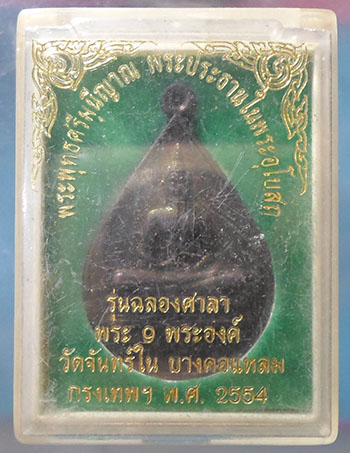 พระพุทธศรีมุนีญาณ พระประธานในพระอุโบสถ
รุ่นฉลองศาลา
พระ ๑ พระองค์
วัดจันทร์ใน บางคอแหลม
กรุงเทพฯ พ.ศ. 2554